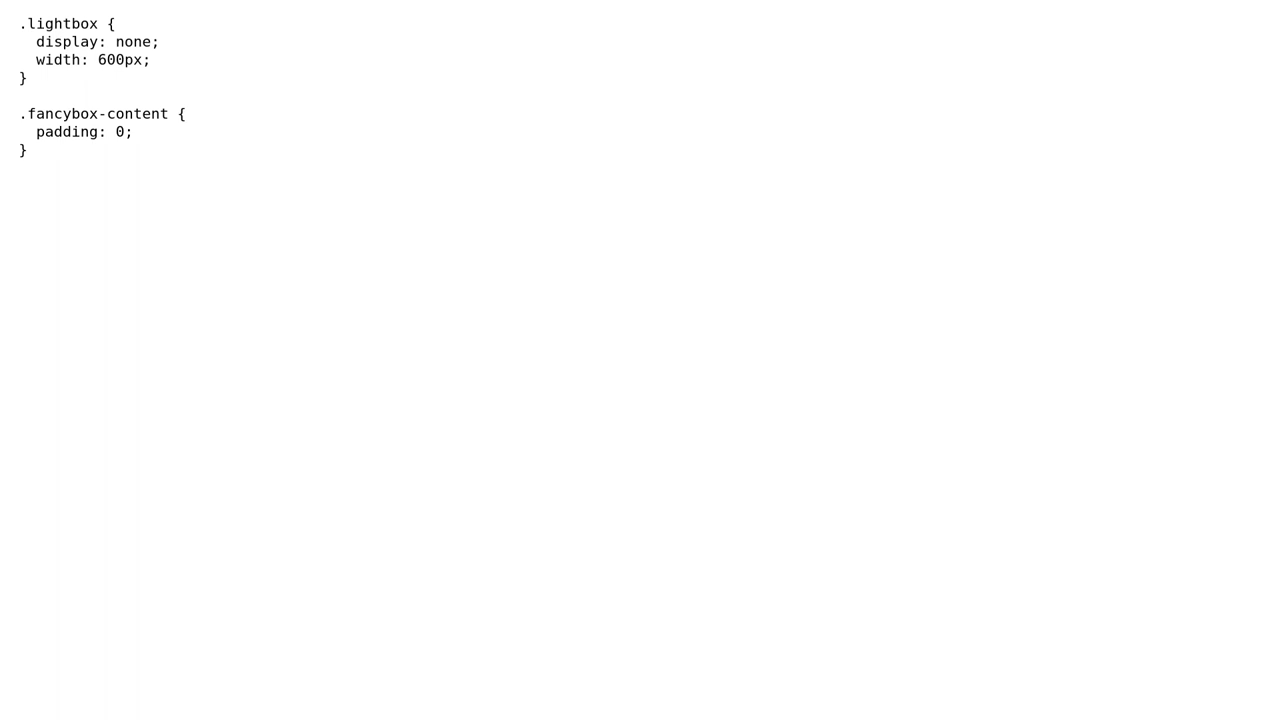 .lightbox {
  display: none;
  width: 600px;
}

.fancybox-content {
  padding: 0;
}